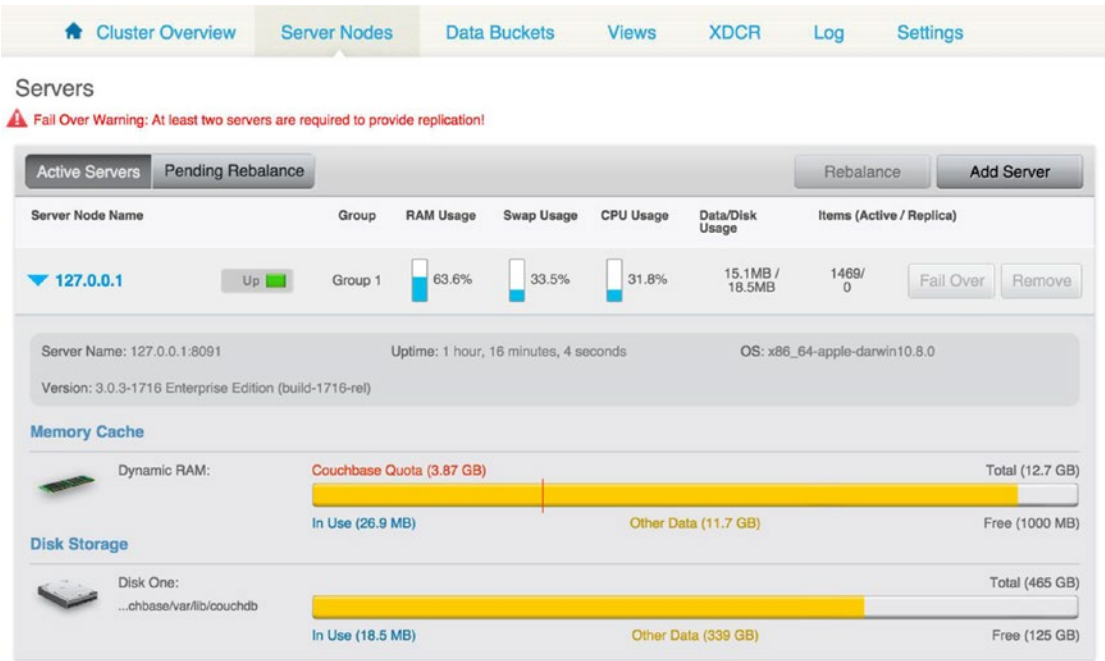 Cluster Overview Server Nodes Data Buckets Views XDCR Log Settings
Servers
Fail Over Warning: At least two servers are required to provide replication!
Active Servers Pending Rebalance Rebalance Add Server
Server Node Name Group RAM Usage Swap Usage CPU Usage Data/Disk Usage Items (Active / Replica)
127.0.0.1 Up Group 1 63.6% 33.5% 31.8% 15.1MB / 18.5MB 1469/ 0 Fail Over Remove
Server Name: 127.0.0.1:8091 Uptime: 1 hour, 16 minutes, 4 seconds OS: x86_64-apple-darwin10.8.0
Version: 3.0.3-1716 Enterprise Edition (build-1716-rel)
Memory Cache
Dynamic RAM: Couchbase Quota (3.87 GB) Total (12.7 GB)
In Use (26.9 MB) Other Data (11.7 GB) Free (1000 MB)
Disk Storage
Disk One: Total (465 GB)
...chbase/var/lib/couchdb
In Use (18.5 MB) Other Data (339 GB) Free (125 GB)